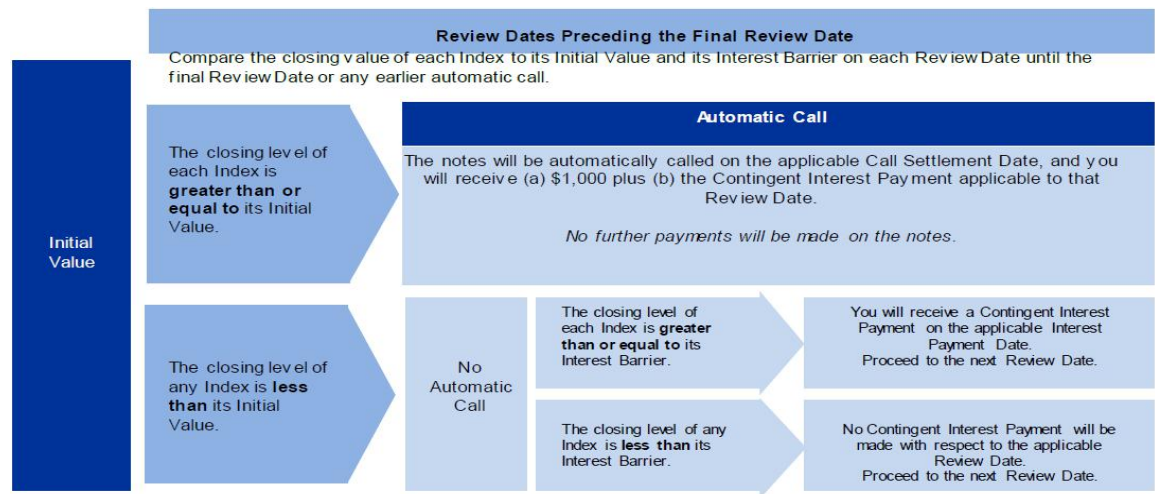 Review Dates Preceding the Final Review Date
Compare the closing value of each Index to its Initial Value and its Interest Barrier on each Review Date until the
final Review Date or any earlier automatic call.
Initial
Value
The closing level of
each Index is
greater than or
equal to its Initial
Value.
Automatic Call
The notes will be automatically called on the applicable Call Settlement Date, and you
will receive (a) $1,000 plus (b) the Contingent Interest Payment applicable to that
Review Date.
No further payments will be made on the notes.
The closing level of
any Index is less
than its Initial
Value.
No
Automatic
Call
The closing level of
each Index is greater
than or equal to its
Interest Barrier.
You will receive a Contingent Interest
Payment on the applicable Interest
Payment Date.
Proceed to the next Review Date.
The closing level of any
Index is less than its
Interest Barrier.
No Contingent Interest Payment will be
made with respect to the applicable
Review Date.
Proceed to the next Review Date.